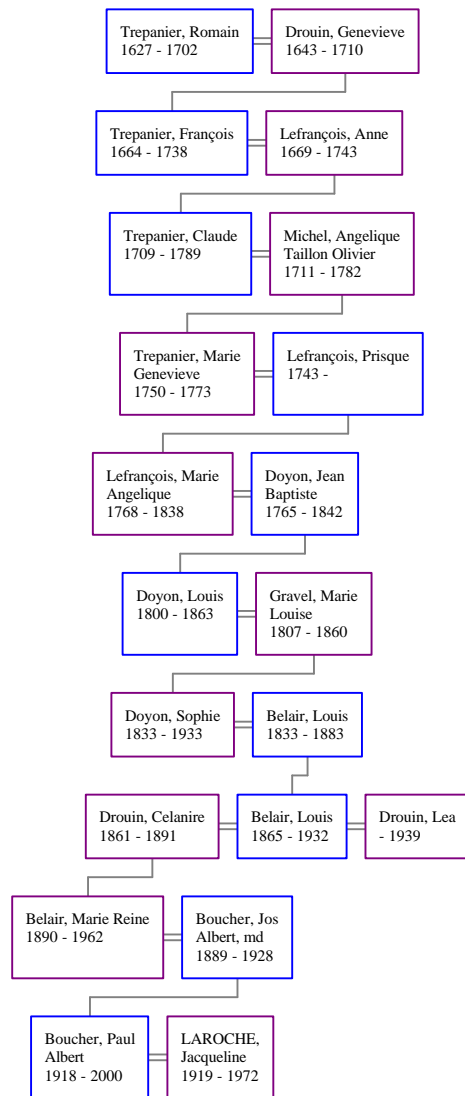 Trepanier, Romain
1627 - 1702
Drouin, Genevieve
1643 - 1710
Trepanier, François
1664 - 1738
Lefrançois, Anne
1669 - 1743
Trepanier, Claude
1709 - 1789
Michel, Angelique
Taillon Olivier
1711 - 1782
Trepanier, Marie
Genevieve
1750 - 1773
Lefrançois, Prisque
1743 -
Lefrançois, Marie
Angelique
1768 - 1838
Doyon, Jean
Baptiste
1765 - 1842
Doyon, Louis
1800 - 1863
Gravel, Marie
Louise
1807 - 1860
Doyon, Sophie
1833 - 1933
Belair, Louis
1833 - 1883
Drouin, Celanire
1861 - 1891
Belair, Louis
1865 - 1932
Drouin, Lea
- 1939
Belair, Marie Reine
1890 - 1962
Boucher, Jos
Albert, md
1889 - 1928
Boucher, Paul
Albert
1918 - 2000
LAROCHE,
Jacqueline
1919 - 1972